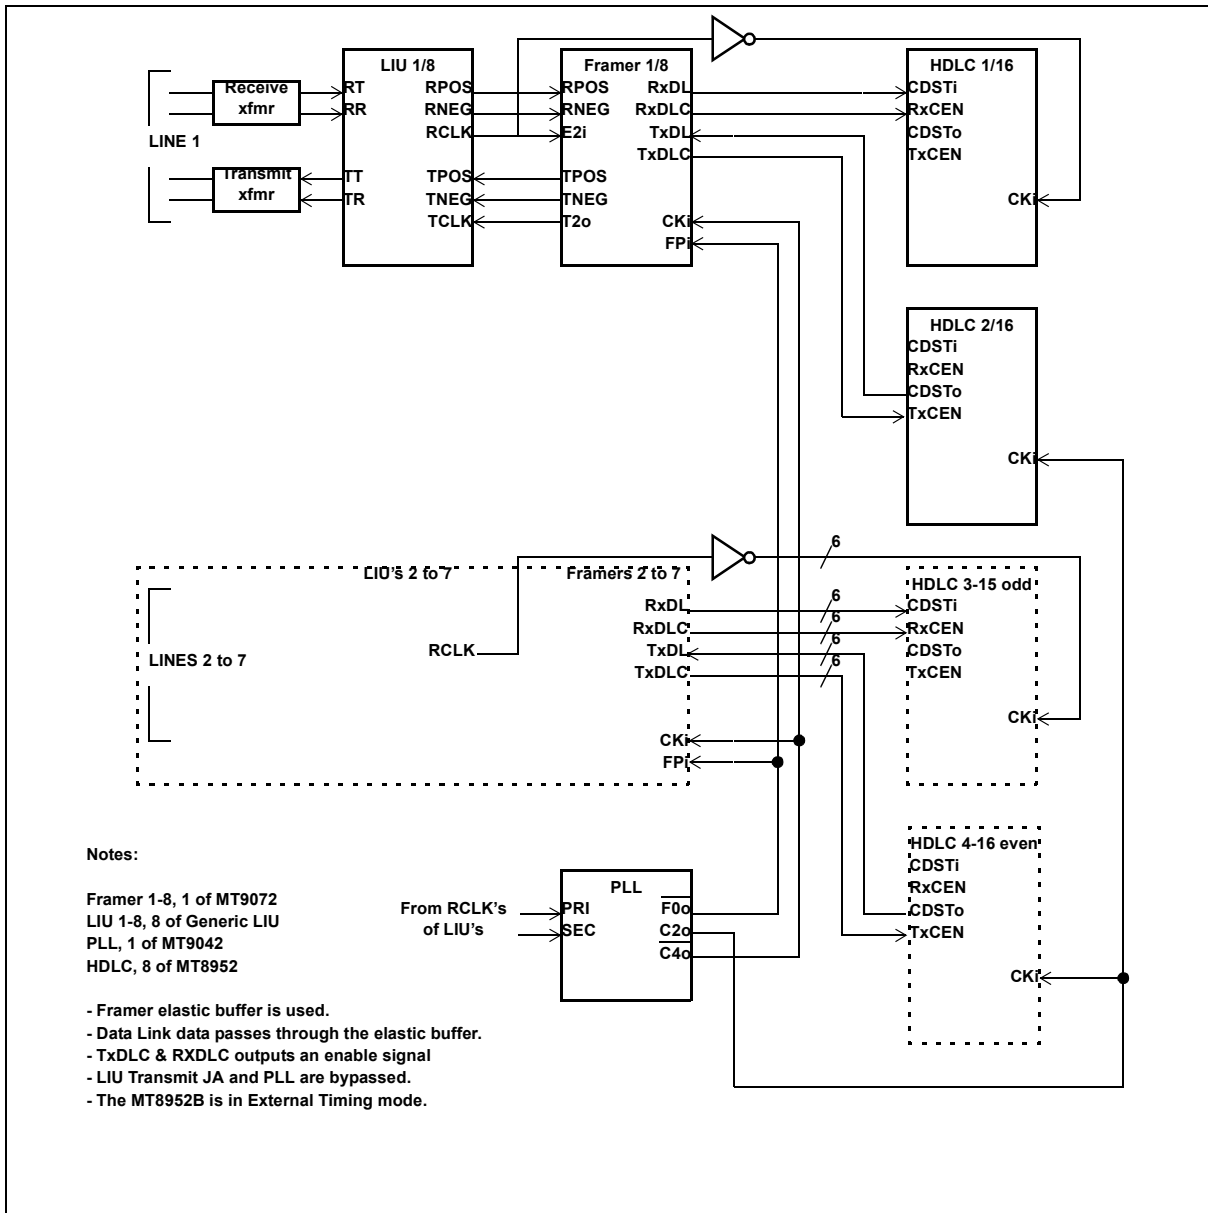 LIU 1/8
Framer 1/8
HDLC 1/16
Receive
xfmr
RT
RR
RPOS
RNEG
RCLK
RPOS
RNEG
E2i
RxDL
RxDLC
TxDL
TxDLC
CDSTi
RxCEN
CDSTo
TxCEN
LINE 1
Transmit
xfmr
TT
TR
TPOS
TNEG
TCLK
TPOS
TNEG
T2o
CKi
FPi
CKi
HDLC 2/16
CDSTi
RxCEN
CDSTo
TxCEN
CKi
6
LIU's 2 to 7
Framers 2 to 7
HDLC 3-15 odd
RxDL
RxDLC
TxDL
TxDLC
6
6
6
6
CDSTi
RxCEN
CDSTo
TxCEN
LINES 2 to 7
RCLK
CKi
CKi
FPi
HDLC 4-16 even
CDSTi
RxCEN
CDSTo
TxCEN
CKi
Notes:
Framer 1-8, 1 of MT9072
LIU 1-8, 8 of Generic LIU
PLL, 1 of MT9042
HDLC, 8 of MT8952
From RCLK's
of LIU's
PLL
PRI
SEC
F0o
C2o
C4o
- Framer elastic buffer is used.
- Data Link data passes through the elastic buffer.
- TxDLC & RXDLC outputs an enable signal
- LIU Transmit JA and PLL are bypassed.
- The MT8952B is in External Timing mode.